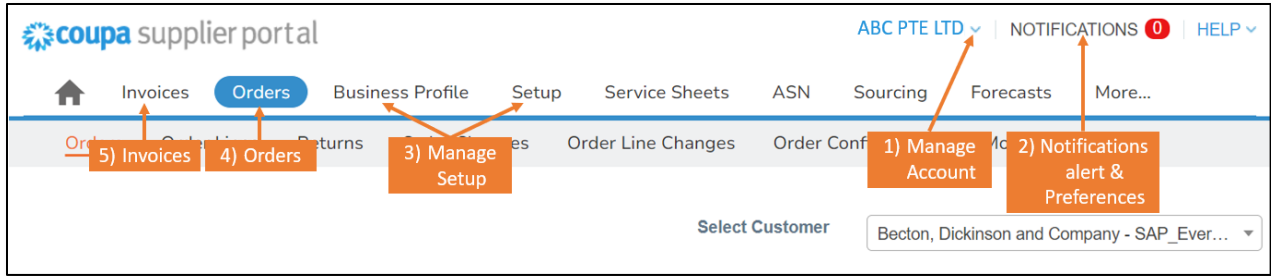 coupa supplier portal
ABC PTE LTD NOTIFICATIONS 0 HELP
Invoices Orders Business Profile Setup Service Sheets ASN Sourcing Forecasts More...
Order Line Changes
5) Invoices
4) Orders
3) Manage
Setup
1) Manage
Account
2) Notifications
alert &
Preferences
Select Customer
Becton, Dickinson and Company - SAP_Ever...